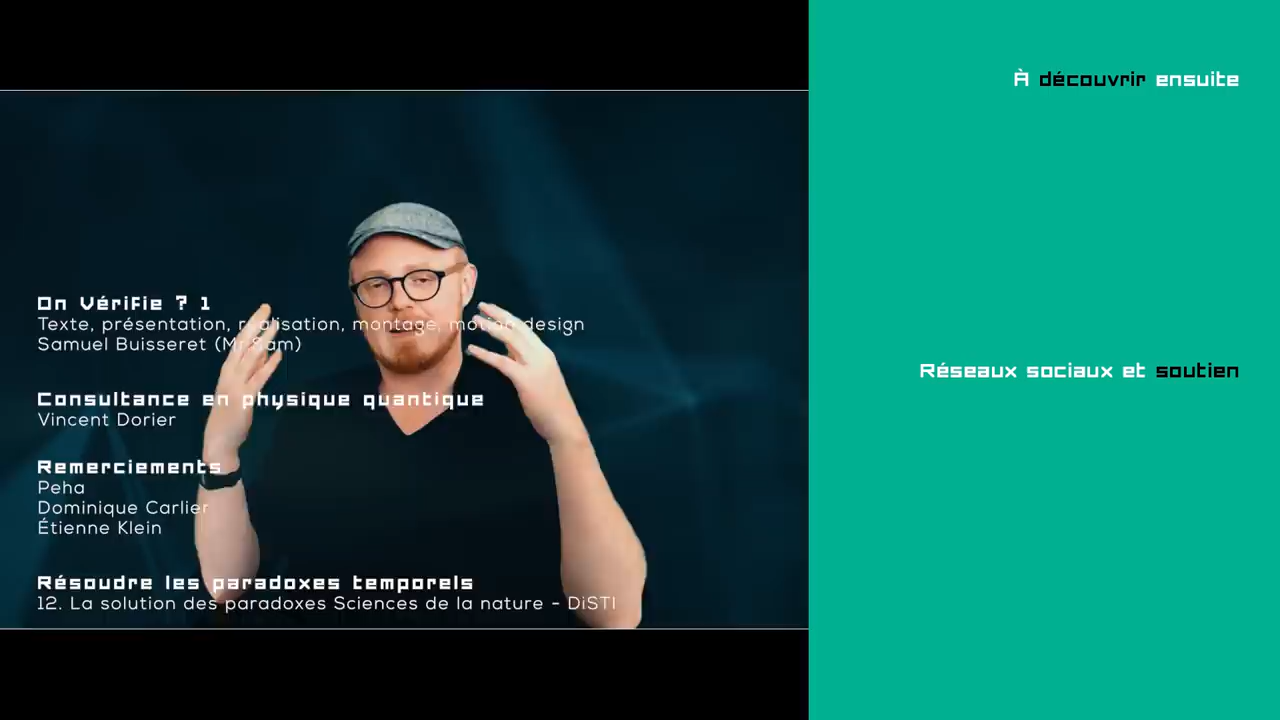 On Vérifie ? 1
Texte, présentation, réalisation, montage, motion design
Samuel Buisseret (Mr Sam)
Consultance en physique quantique
Vincent Dorier
Remerciements
Peha
Dominique Carlier
Étienne Klein
Résoudre les paradoxes temporels
12. La solution des paradoxes Sciences de la nature - DiSTI
À découvrir ensuite
Réseaux sociaux et soutien